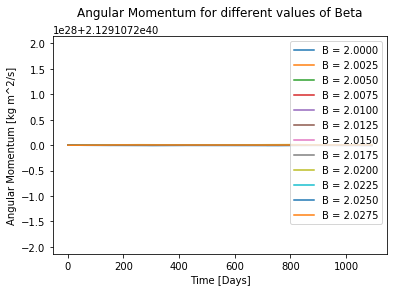 Angular Momentum for different values of Beta
1e28+2.1291072e40
2.0
1.5
1.0
0.5
0.0
−0.5
−1.0
−1.5
−2.0
Angular Momentum [kg m^2/s]
B = 2.0000
B = 2.0025
B = 2.0050
B = 2.0075
B = 2.0100
B = 2.0125
B = 2.0150
B = 2.0175
B = 2.0200
B = 2.0225
B = 2.0250
B = 2.0275
0 200 400 600 800 1000
Time [Days]